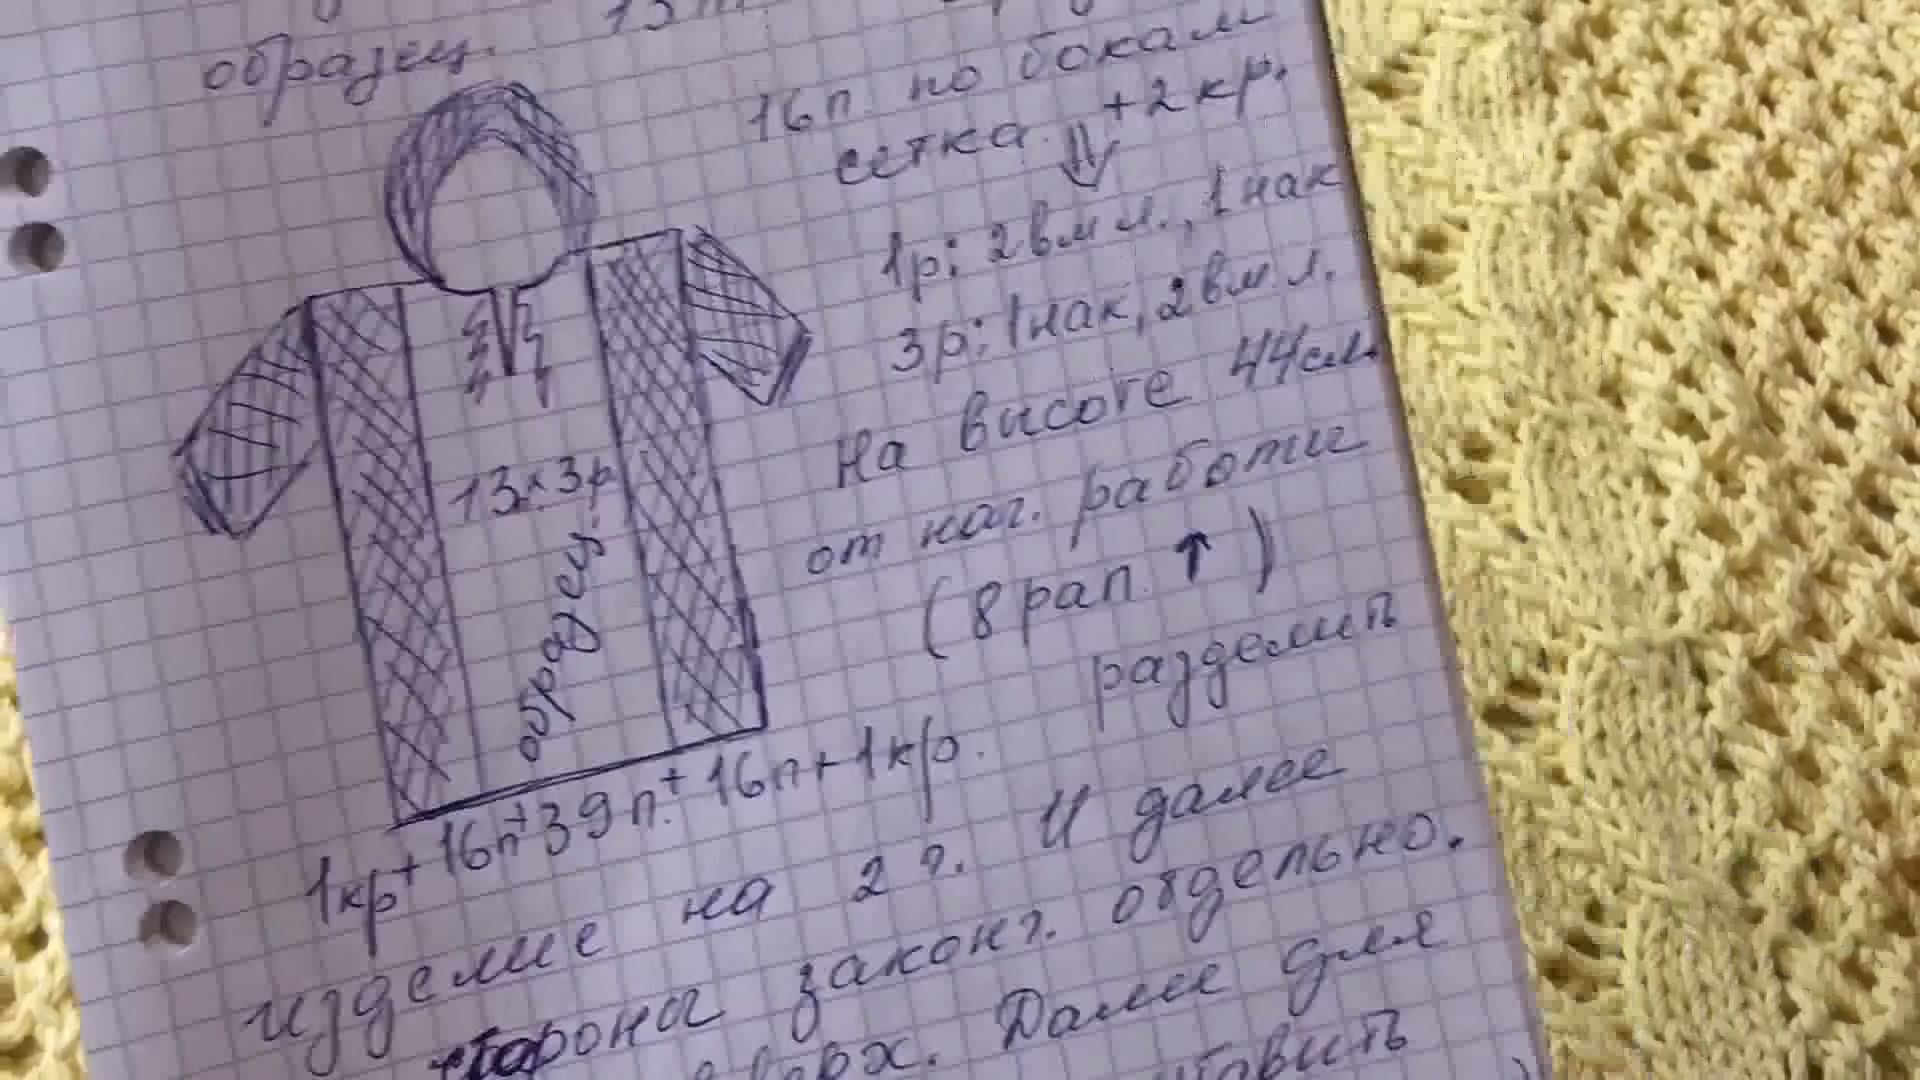 образец.
16п по бокам
сетка +2кр.
1р: 2вм л., 1нак
3р: 1нак, 2вм л.
На высоте 44см
от нач. работы
(8 рап. ↑)
13 x 3р
образец.
1кр + 16п + 39п. + 16п + 1кр.
разделить
изделие на 2 ч. И далее
стороны законч. отдельно.
вверх. Далее для